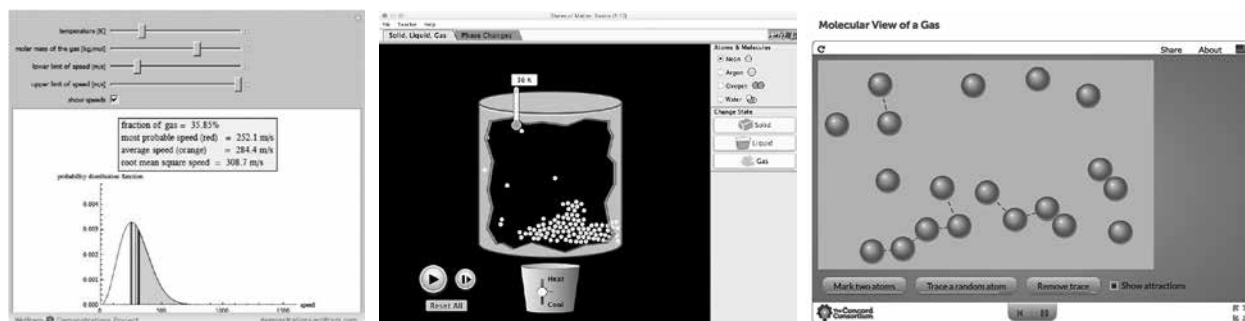 temperature [K]
molar mass of the gas [kg/mol]
lower limit of speed [m/s]
upper limit of speed [m/s]
show speeds
fraction of gas = 35.85%
most probable speed (red) = 252.1 m/s
average speed (orange) = 284.4 m/s
root mean square speed = 308.7 m/s
probability distribution function
0.004
0.003
0.002
0.001
0.000
500
1000
1500
speed
Demonstrations Project
States of Matter: Basics
File Teacher Help
Solid, Liquid, Gas
Phase Changes
Atoms & Molecules
Neon
Argon
Oxygen
Water
Change State
Solid
Liquid
Gas
Heat
Cool
Reset All
Molecular View of a Gas
Share
About
Mark two atoms
Trace a random atom
Remove trace
Show attractions
the Concord
Consortium